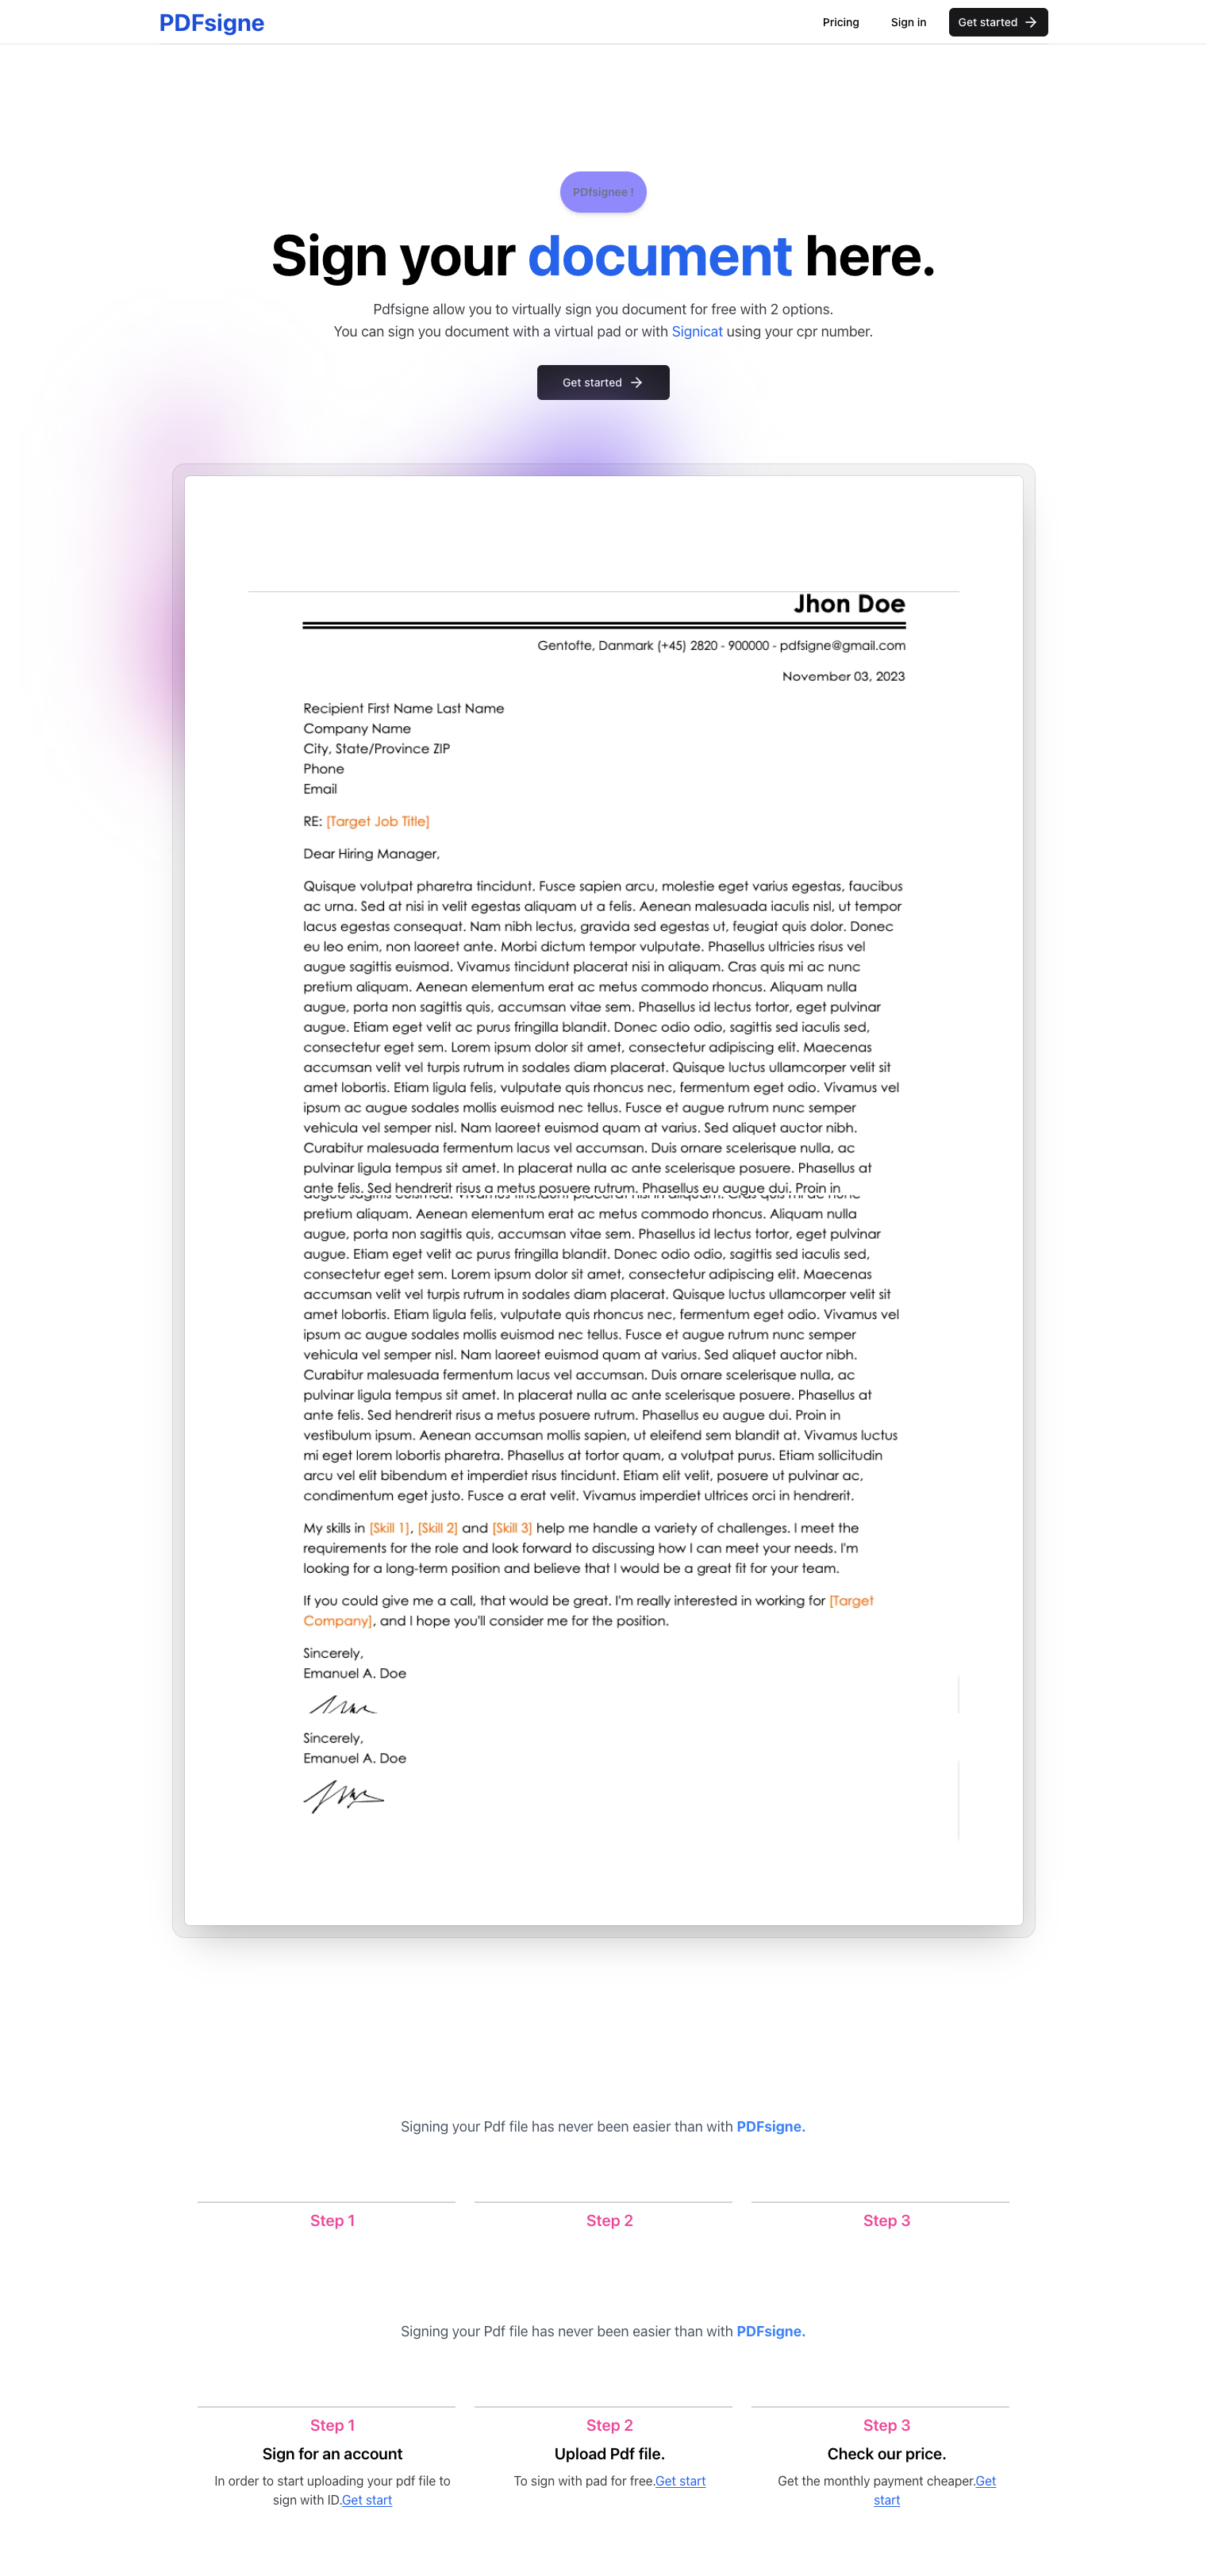 PDFsigne
Pricing
Sign in
Get started
PDfsignee !
Sign your document here.
Pdfsigne allow you to virtually sign you document for free with 2 options.
You can sign you document with a virtual pad or with Signicat using your cpr number.
Get started
Jhon Doe
Gentofte, Danmark (+45) 2820 - 900000 - pdfsigne@gmail.com
November 03, 2023
Recipient First Name Last Name
Company Name
City, State/Province ZIP
Phone
Email
RE: [Target Job Title]
Dear Hiring Manager,
Quisque volutpat pharetra tincidunt. Fusce sapien arcu, molestie eget varius egestas, faucibus
ac urna. Sed at nisi in velit egestas aliquam ut a felis. Aenean malesuada iaculis nisl, ut tempor
lacus egestas consequat. Nam nibh lectus, gravida sed egestas ut, feugiat quis dolor. Donec
eu leo enim, non laoreet ante. Morbi dictum tempor vulputate. Phasellus ultricies risus vel
augue sagittis euismod. Vivamus tincidunt placerat nisi in aliquam. Cras quis mi ac nunc
pretium aliquam. Aenean elementum erat ac metus commodo rhoncus. Aliquam nulla
augue, porta non sagittis quis, accumsan vitae sem. Phasellus id lectus tortor, eget pulvinar
augue. Etiam eget velit ac purus fringilla blandit. Donec odio odio, sagittis sed iaculis sed,
consectetur eget sem. Lorem ipsum dolor sit amet, consectetur adipiscing elit. Maecenas
accumsan velit vel turpis rutrum in sodales diam placerat. Quisque luctus ullamcorper velit sit
amet lobortis. Etiam ligula felis, vulputate quis rhoncus nec, fermentum eget odio. Vivamus vel
ipsum ac augue sodales mollis euismod nec tellus. Fusce et augue rutrum nunc semper
vehicula vel semper nisl. Nam laoreet euismod quam at varius. Sed aliquet auctor nibh.
Curabitur malesuada fermentum lacus vel accumsan. Duis ornare scelerisque nulla, ac
pulvinar ligula tempus sit amet. In placerat nulla ac ante scelerisque posuere. Phasellus at
ante felis. Sed hendrerit risus a metus posuere rutrum. Phasellus eu augue dui. Proin in
augue sagittis euismod. Vivamus tincidunt placerat nisi in aliquam. Cras quis mi ac nunc
pretium aliquam. Aenean elementum erat ac metus commodo rhoncus. Aliquam nulla
augue, porta non sagittis quis, accumsan vitae sem. Phasellus id lectus tortor, eget pulvinar
augue. Etiam eget velit ac purus fringilla blandit. Donec odio odio, sagittis sed iaculis sed,
consectetur eget sem. Lorem ipsum dolor sit amet, consectetur adipiscing elit. Maecenas
accumsan velit vel turpis rutrum in sodales diam placerat. Quisque luctus ullamcorper velit sit
amet lobortis. Etiam ligula felis, vulputate quis rhoncus nec, fermentum eget odio. Vivamus vel
ipsum ac augue sodales mollis euismod nec tellus. Fusce et augue rutrum nunc semper
vehicula vel semper nisl. Nam laoreet euismod quam at varius. Sed aliquet auctor nibh.
Curabitur malesuada fermentum lacus vel accumsan. Duis ornare scelerisque nulla, ac
pulvinar ligula tempus sit amet. In placerat nulla ac ante scelerisque posuere. Phasellus at
ante felis. Sed hendrerit risus a metus posuere rutrum. Phasellus eu augue dui. Proin in
vestibulum ipsum. Aenean accumsan mollis sapien, ut eleifend sem blandit at. Vivamus luctus
mi eget lorem lobortis pharetra. Phasellus at tortor quam, a volutpat purus. Etiam sollicitudin
arcu vel elit bibendum et imperdiet risus tincidunt. Etiam elit velit, posuere ut pulvinar ac,
condimentum eget justo. Fusce a erat velit. Vivamus imperdiet ultrices orci in hendrerit.
My skills in [Skill 1], [Skill 2] and [Skill 3] help me handle a variety of challenges. I meet the
requirements for the role and look forward to discussing how I can meet your needs. I'm
looking for a long-term position and believe that I would be a great fit for your team.
If you could give me a call, that would be great. I'm really interested in working for [Target
Company], and I hope you'll consider me for the position.
Sincerely,
Emanuel A. Doe
Sincerely,
Emanuel A. Doe
Signing your Pdf file has never been easier than with PDFsigne.
Step 1
Step 2
Step 3
Signing your Pdf file has never been easier than with PDFsigne.
Step 1
Sign for an account
In order to start uploading your pdf file to
sign with ID.Get start
Step 2
Upload Pdf file.
To sign with pad for free.Get start
Step 3
Check our price.
Get the monthly payment cheaper.Get
start